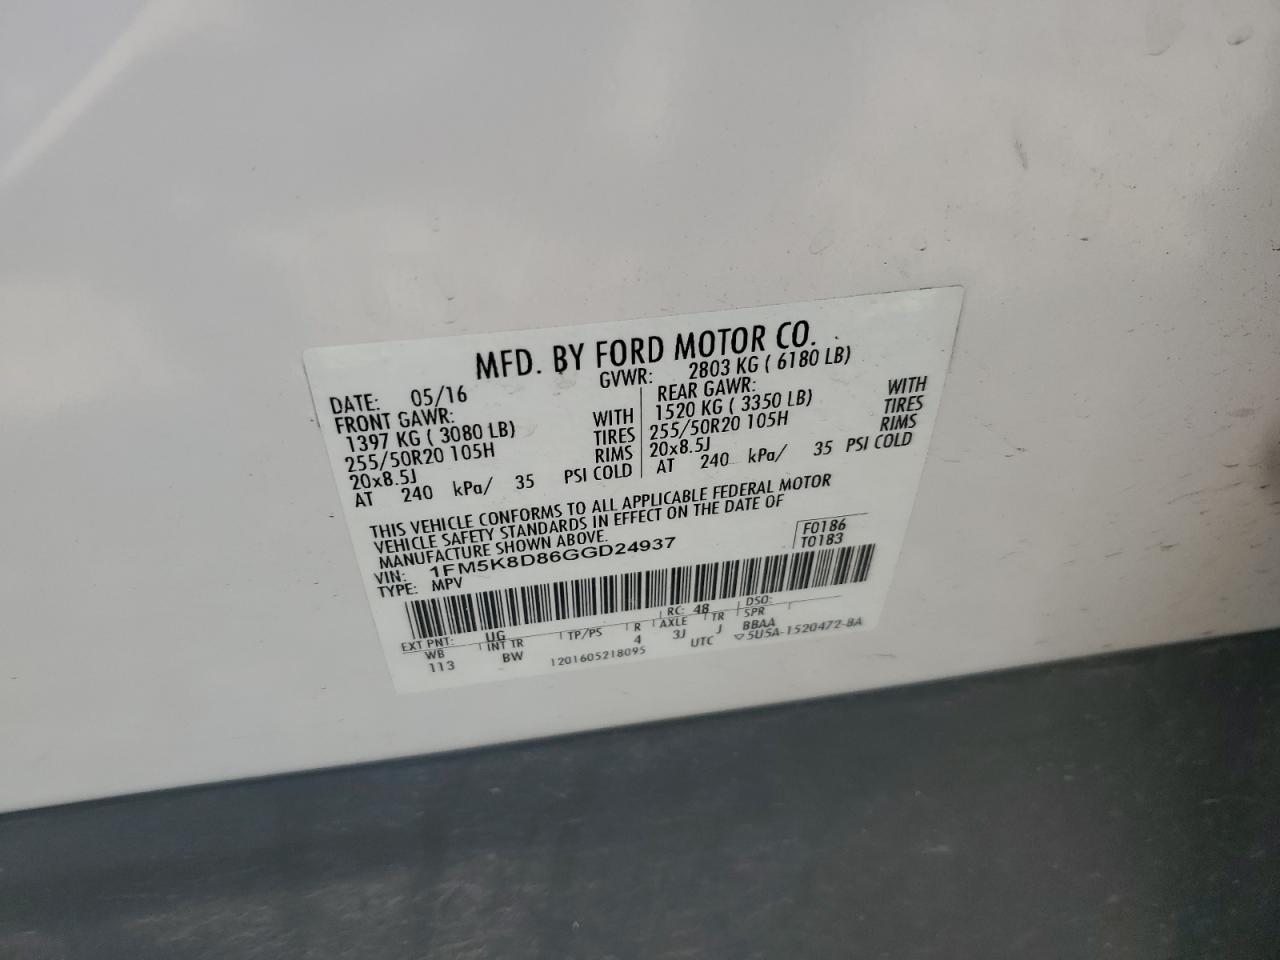 MFD. BY FORD MOTOR CO.
DATE: 05/16 GVWR: 2803 KG ( 6180 LB)
FRONT GAWR: REAR GAWR:
1397 KG ( 3080 LB) WITH 1520 KG ( 3350 LB) WITH
255/50R20 105H TIRES 255/50R20 105H TIRES
20x8.5J RIMS 20x8.5J RIMS
AT 240 kPa/ 35 PSI COLD AT 240 kPa/ 35 PSI COLD
THIS VEHICLE CONFORMS TO ALL APPLICABLE FEDERAL MOTOR
VEHICLE SAFETY STANDARDS IN EFFECT ON THE DATE OF
MANUFACTURE SHOWN ABOVE.
VIN: 1FM5K8D86GGD24937
TYPE: MPV
F0186
T0183
EXT PNT: UG RC: 48 DSO:
WB INT TR TP/PS R AXLE TR SPR
113 BW 4 3J J BBAA
1201605218095 UTC ▽5U5A-1520472-BA